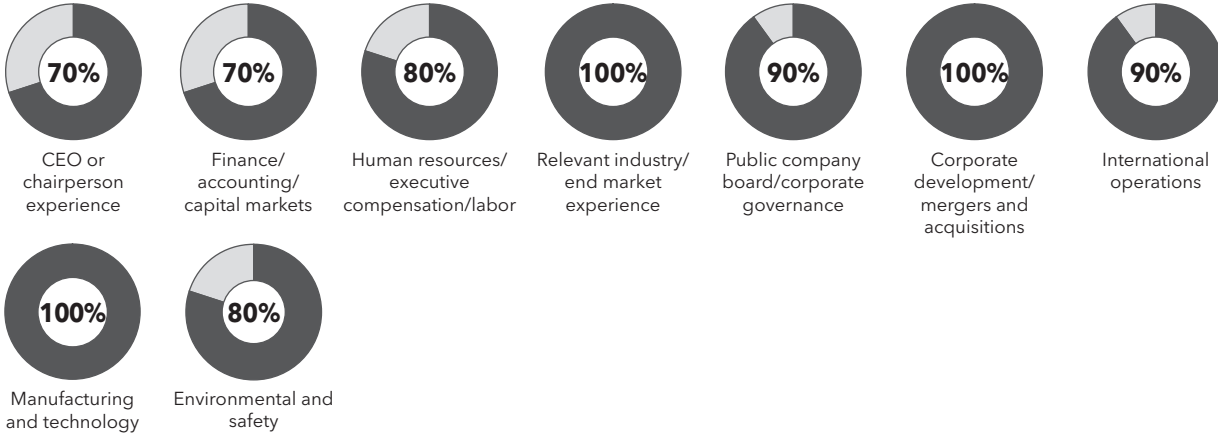 70%
70%
80%
100%
90%
100%
90%
CEO or
chairperson
experience
Finance/
accounting/
capital markets
Human resources/
executive
compensation/labor
Relevant industry/
end market
experience
Public company
board/corporate
governance
Corporate
development/
mergers and
acquisitions
International
operations
100%
80%
Manufacturing
and technology
Environmental and
safety